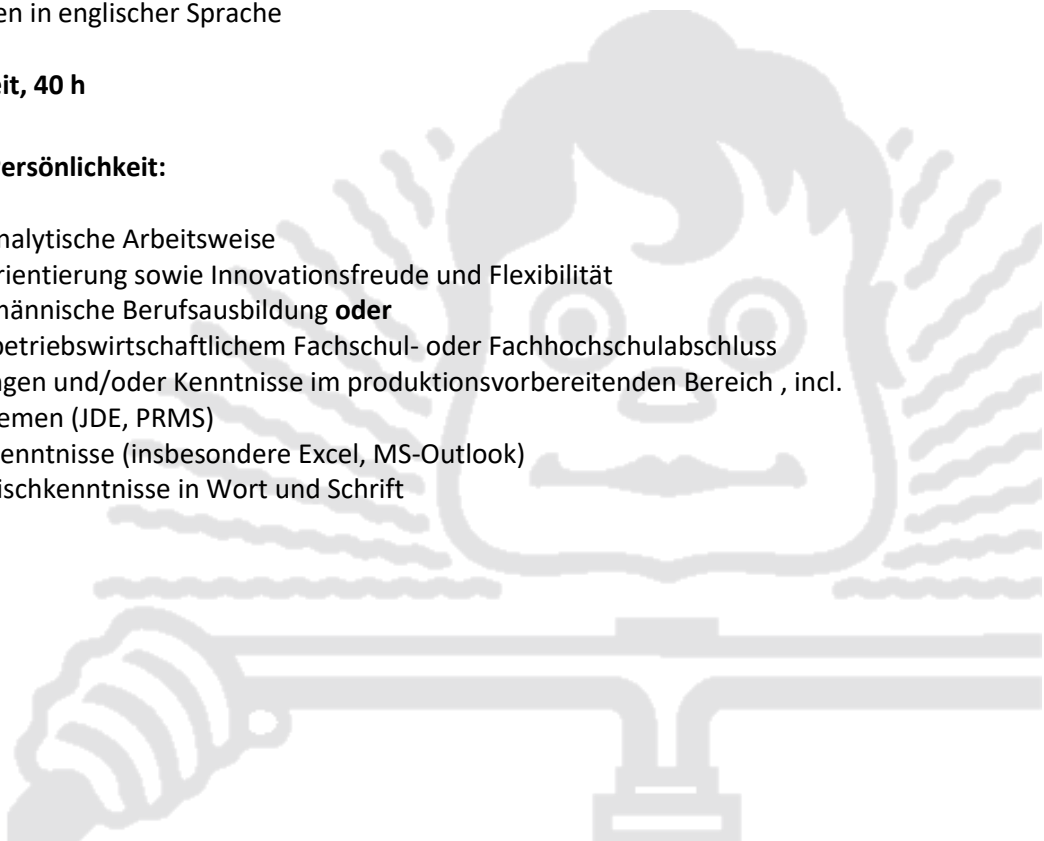 en in englischer Sprache
eit, 40 h
ersönlichkeit:
nalytische Arbeitsweise
rientierung sowie Innovationsfreude und Flexibilität
männische Berufsausbildung oder
betriebswirtschaftlichem Fachschul- oder Fachhochschulabschluss
ngen und/oder Kenntnisse im produktionsvorbereitenden Bereich , incl.
emen (JDE, PRMS)
enntnisse (insbesondere Excel, MS-Outlook)
ischkenntnisse in Wort und Schrift